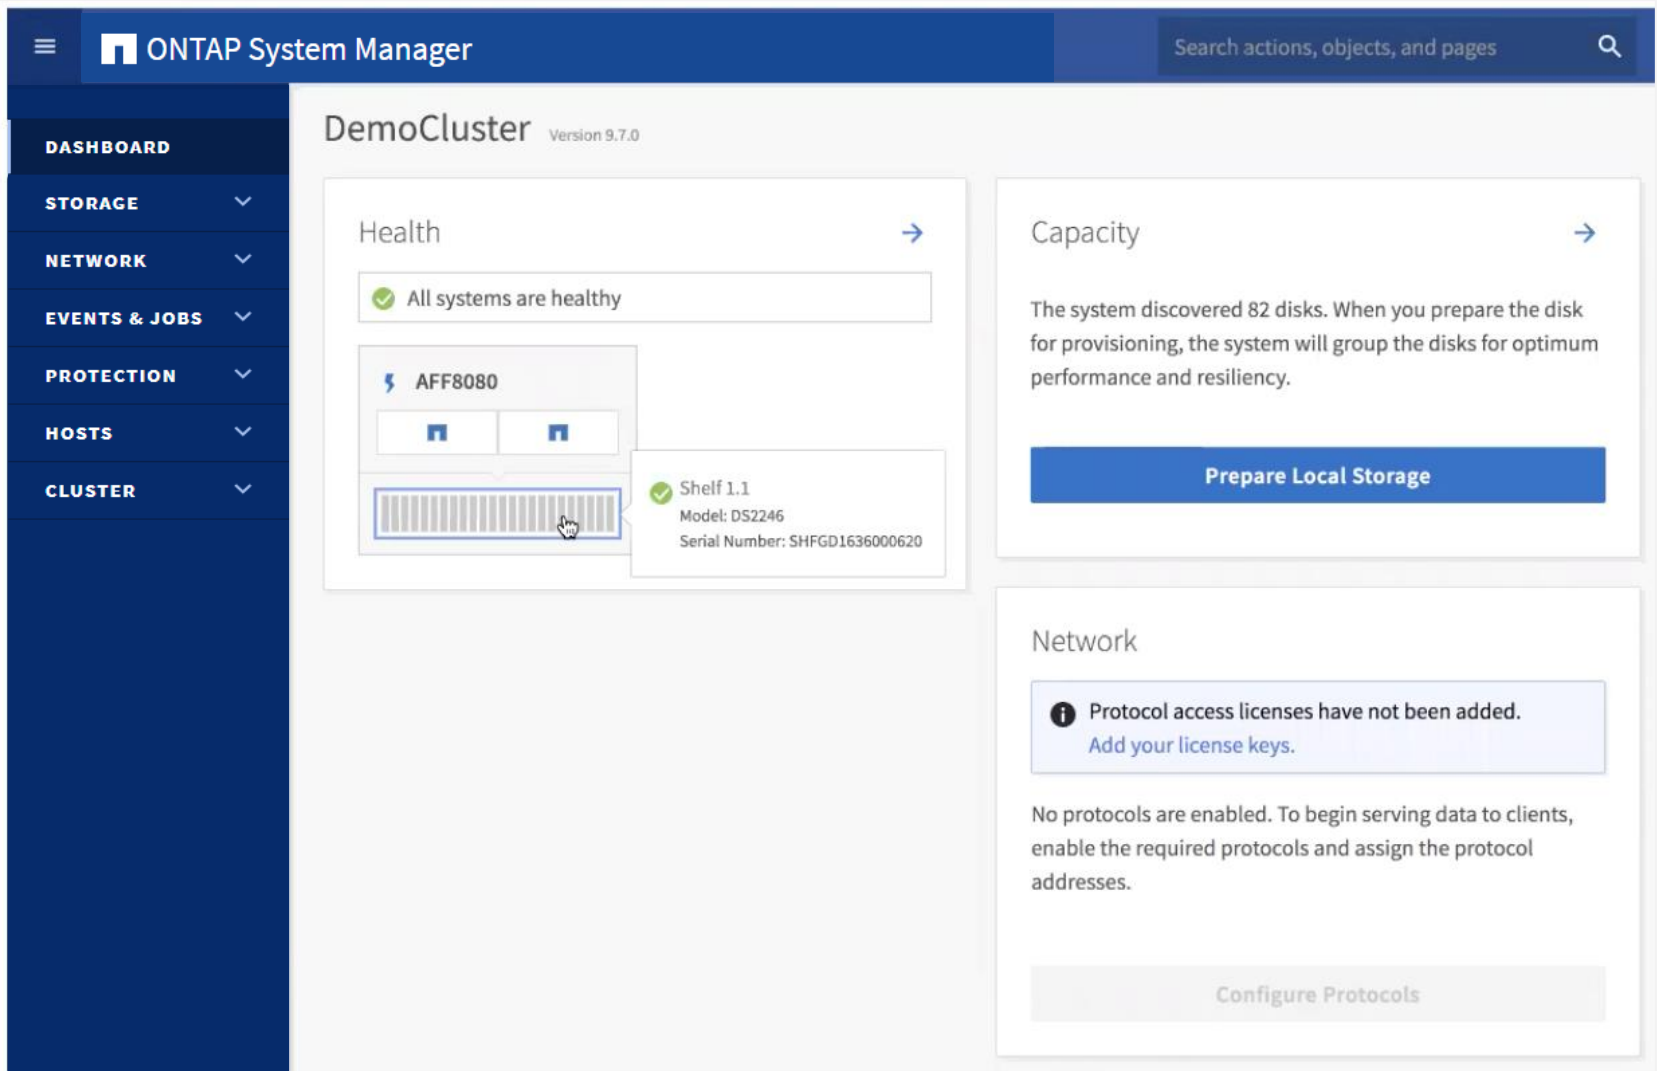 ONTAP System Manager
Search actions, objects, and pages
DASHBOARD
STORAGE
NETWORK
EVENTS & JOBS
PROTECTION
HOSTS
CLUSTER
DemoCluster Version 9.7.0
Health
All systems are healthy
AFF8080
Shelf 1.1
Model: DS2246
Serial Number: SHFGD1636000620
Capacity
The system discovered 82 disks. When you prepare the disk
for provisioning, the system will group the disks for optimum
performance and resiliency.
Prepare Local Storage
Network
Protocol access licenses have not been added.
Add your license keys.
No protocols are enabled. To begin serving data to clients,
enable the required protocols and assign the protocol
addresses.
Configure Protocols